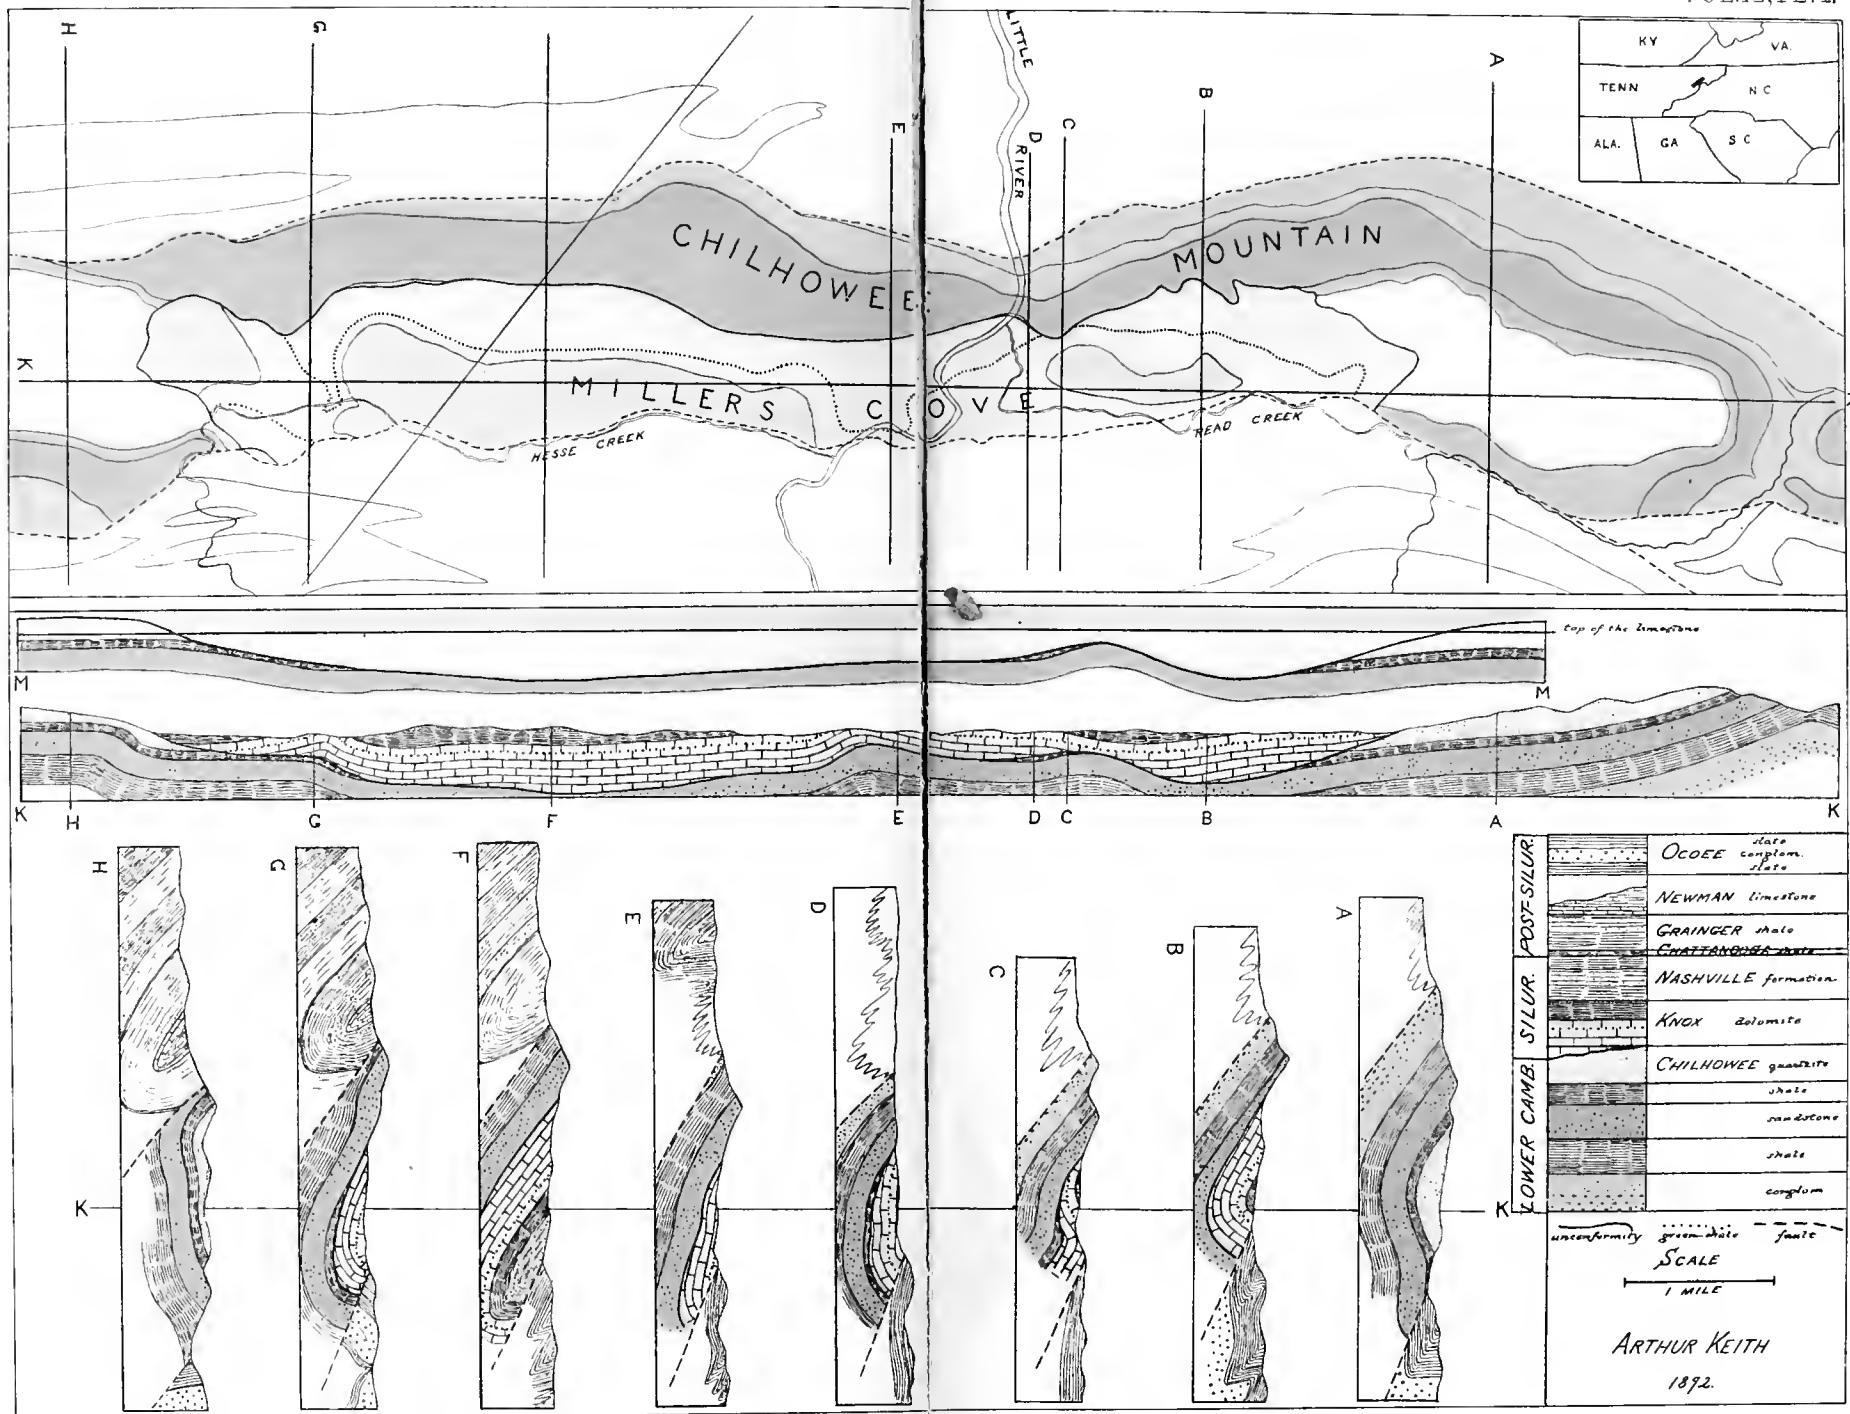 H
G
E
LITTLE
RIVER
D
C
B
A
KY
VA.
TENN
N C
ALA.
GA
S C
CHILHOWEE
MOUNTAIN
K
MILLERS COVE
HESSE CREEK
READ CREEK
top of the limestone
M
M
K
H
G
F
E
D
C
B
A
K
H
G
F
E
D
C
B
A
K
K
POST-SILUR.
SILUR.
LOWER CAMB.
OCOEE
slate
conglom.
slate
NEWMAN limestone
GRAINGER shale
CHATTANOOGA shale
NASHVILLE formation
KNOX dolomite
CHILHOWEE quartzite
shale
sandstone
shale
conglom
unconformity green shale fault
SCALE
1 MILE
ARTHUR KEITH
1892.